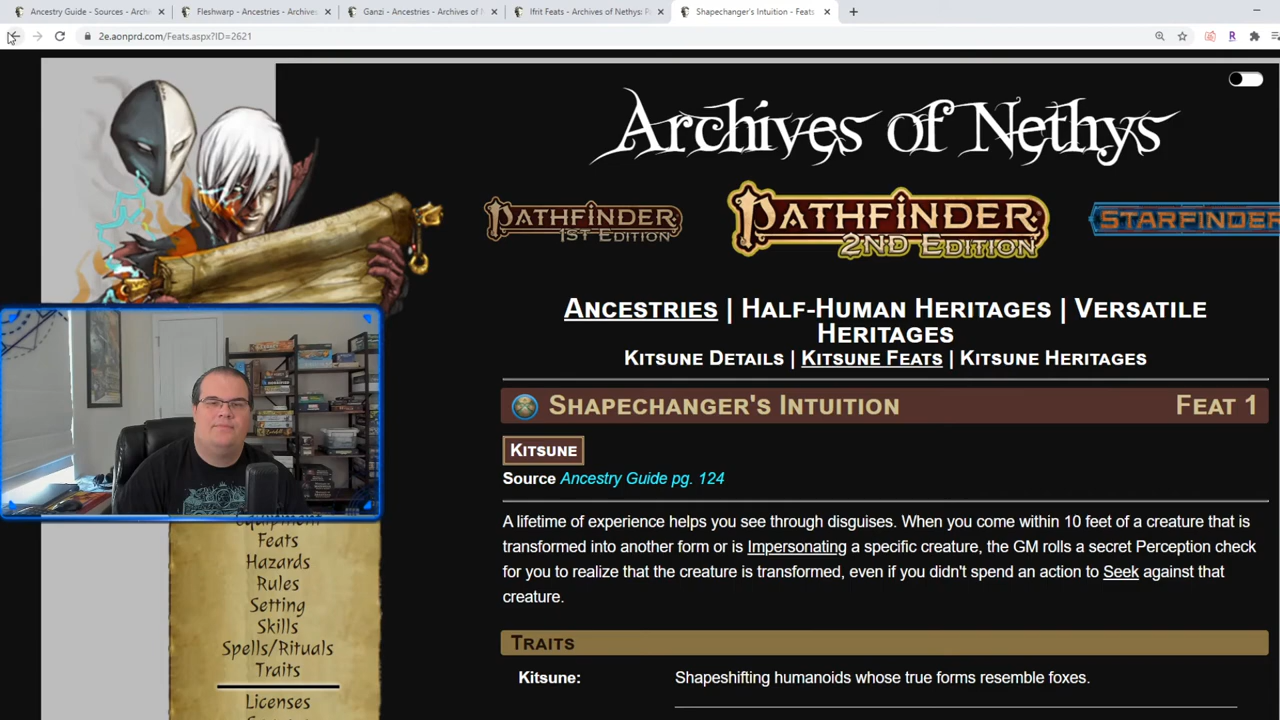 Ancestry Guide - Sources - Archi
Fleshwarp - Ancestries - Archives
Ganzi - Ancestries - Archives of N
Ifrit Feats - Archives of Nethys: P
Shapechanger's Intuition - Feats
2e.aonprd.com/Feats.aspx?ID=2621
Archives of Nethys
PATHFINDER
1ST EDITION
PATHFINDER
2ND EDITION
STARFINDER
ANCESTRIES | HALF-HUMAN HERITAGES | VERSATILE
HERITAGES
KITSUNE DETAILS | KITSUNE FEATS | KITSUNE HERITAGES
SHAPECHANGER'S INTUITION FEAT 1
KITSUNE
Source Ancestry Guide pg. 124
A lifetime of experience helps you see through disguises. When you come within 10 feet of a creature that is
transformed into another form or is Impersonating a specific creature, the GM rolls a secret Perception check
for you to realize that the creature is transformed, even if you didn't spend an action to Seek against that
creature.
TRAITS
Kitsune: Shapeshifting humanoids whose true forms resemble foxes.
Equipment
Feats
Hazards
Rules
Setting
Skills
Spells/Rituals
Traits
Licenses